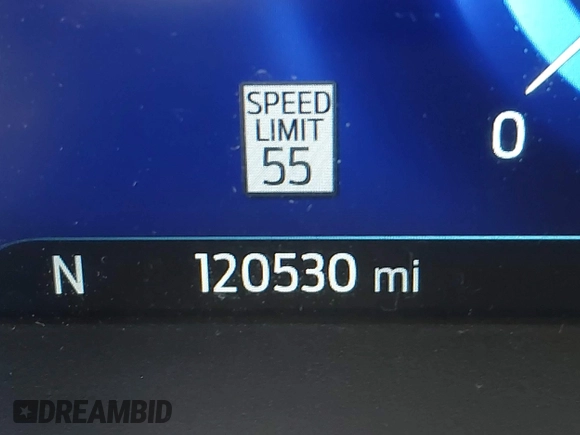 SPEED
LIMIT
55
0
N 120530 mi
DREAMBID